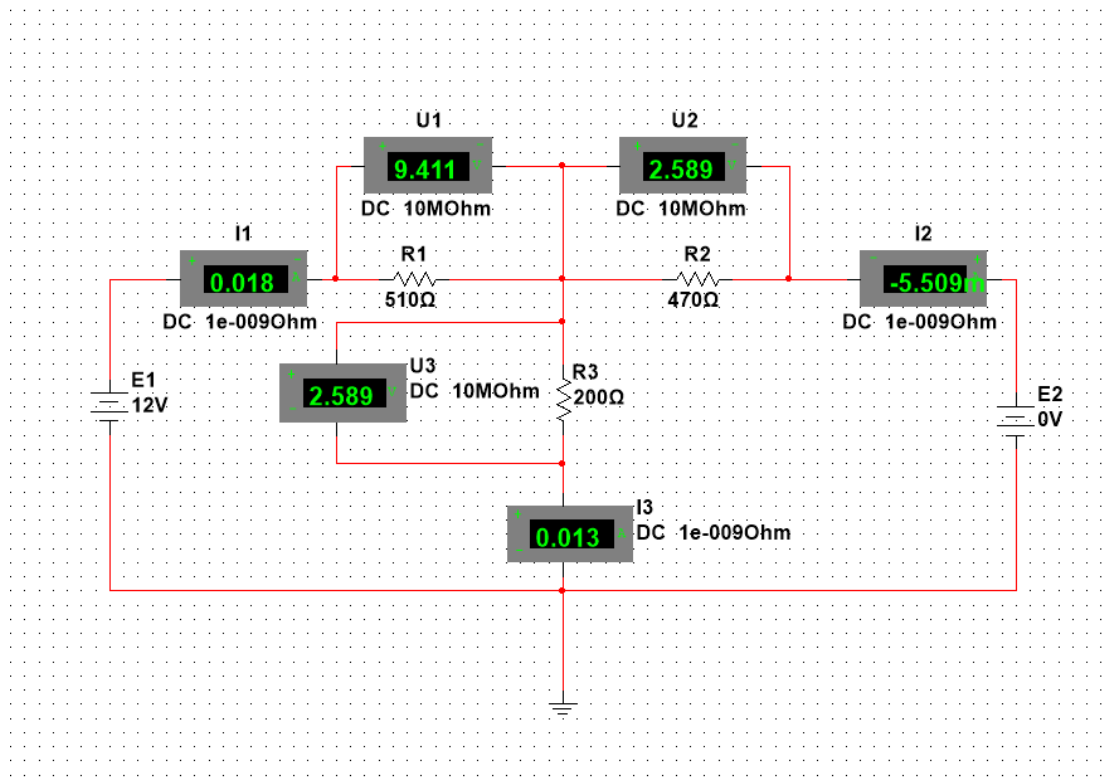 U1
U2
+ − 9.411 V
+ − 2.589 V
DC 10MOhm
DC 10MOhm
I1
R1
R2
I2
+ − 0.018 A
− + -5.509m A
510Ω
470Ω
DC 1e-009Ohm
DC 1e-009Ohm
E1
12V
U3
+ − 2.589 V
DC 10MOhm
R3
200Ω
E2
0V
I3
+ − 0.013 A
DC 1e-009Ohm